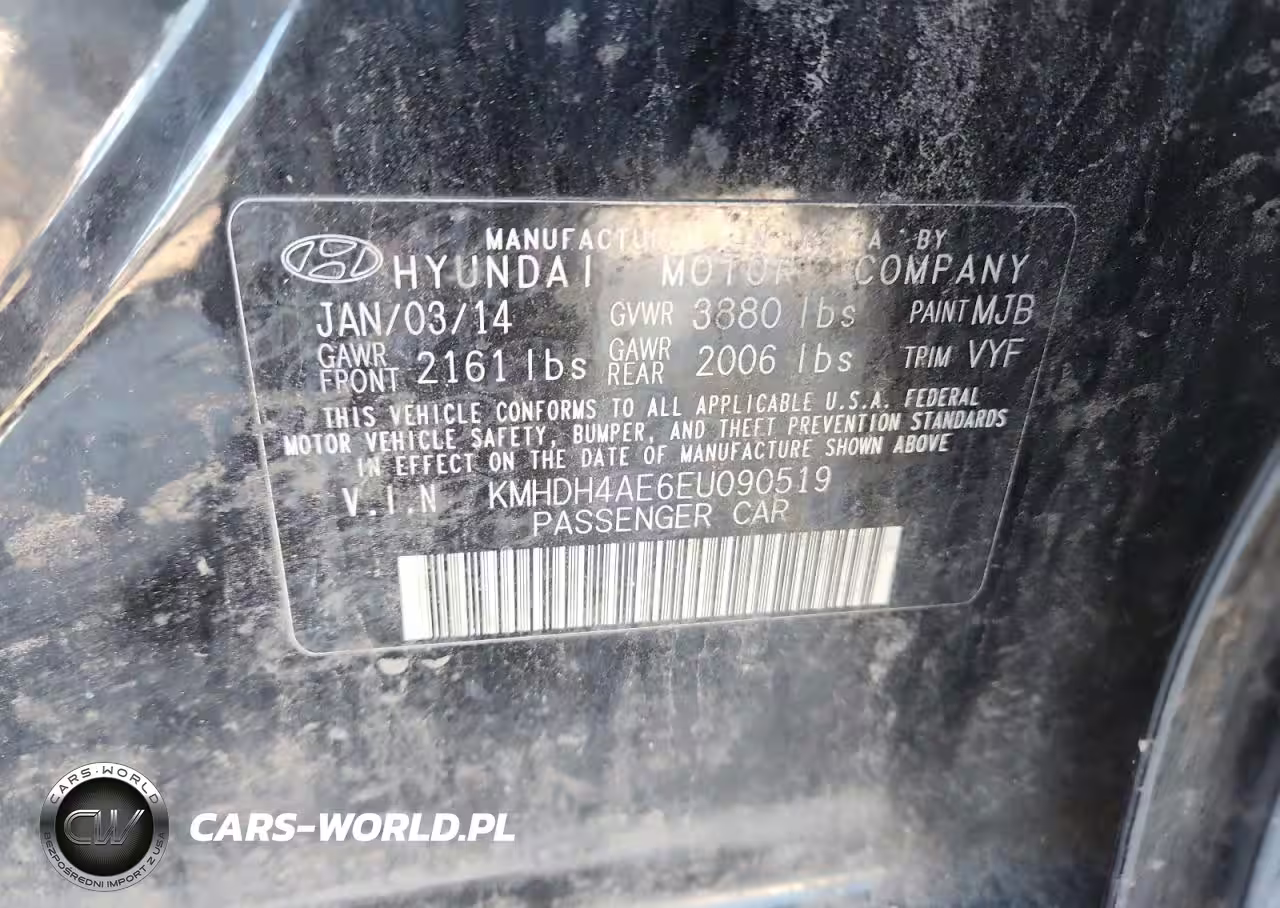 MANUFACTU BY
HYUNDAI MOTOR COMPANY
JAN/03/14 GVWR 3880 lbs PAINT MJB
GAWR FRONT 2161 lbs GAWR REAR 2006 lbs TRIM VYF
THIS VEHICLE CONFORMS TO ALL APPLICABLE U.S.A. FEDERAL
MOTOR VEHICLE SAFETY, BUMPER, AND THEFT PREVENTION STANDARDS
IN EFFECT ON THE DATE OF MANUFACTURE SHOWN ABOVE
V.I.N KMHDH4AE6EU090519
PASSENGER CAR
CARS-WORLD
CW
BEZPOŚREDNI IMPORT Z USA
CARS-WORLD.PL